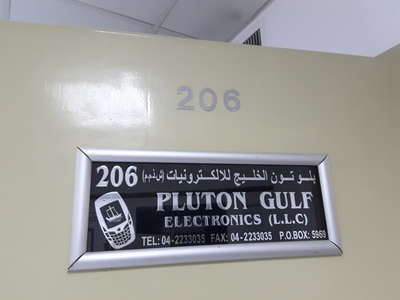 206
206 بلوتون الخليج للالكترونيات (ش.ذ.م.م)
PLUTON GULF
ELECTRONICS (L.L.C)
TEL: 04-2233035 FAX: 04-2233035 P.O.BOX: 5969